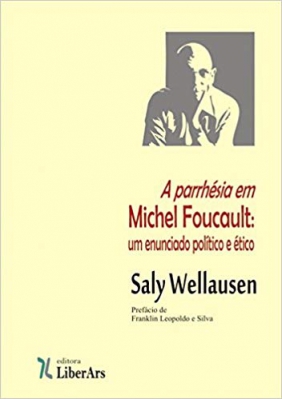 A parrhésia em
Michel Foucault:
um enunciado político e ético
Saly Wellausen
Prefácio de
Franklin Leopoldo e Silva
editora
LiberArs